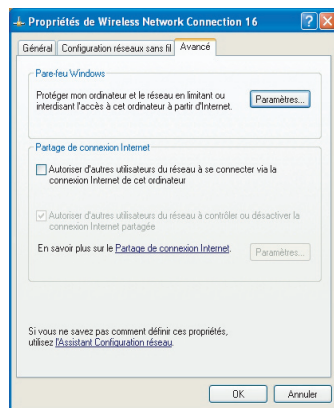 Propriétés de Wireless Network Connection 16
Général
Configuration réseaux sans fil
Avancé
Pare-feu Windows
Protéger mon ordinateur et le réseau en limitant ou
interdisant l'accès à cet ordinateur à partir d'Internet.
Paramètres...
Partage de connexion Internet
Autoriser d'autres utilisateurs du réseau à se connecter via la
connexion Internet de cet ordinateur
Autoriser d'autres utilisateurs du réseau à contrôler ou désactiver la
connexion Internet partagée
En savoir plus sur le Partage de connexion Internet.
Paramètres...
Si vous ne savez pas comment définir ces propriétés,
utilisez l'Assistant Configuration réseau.
OK
Annuler